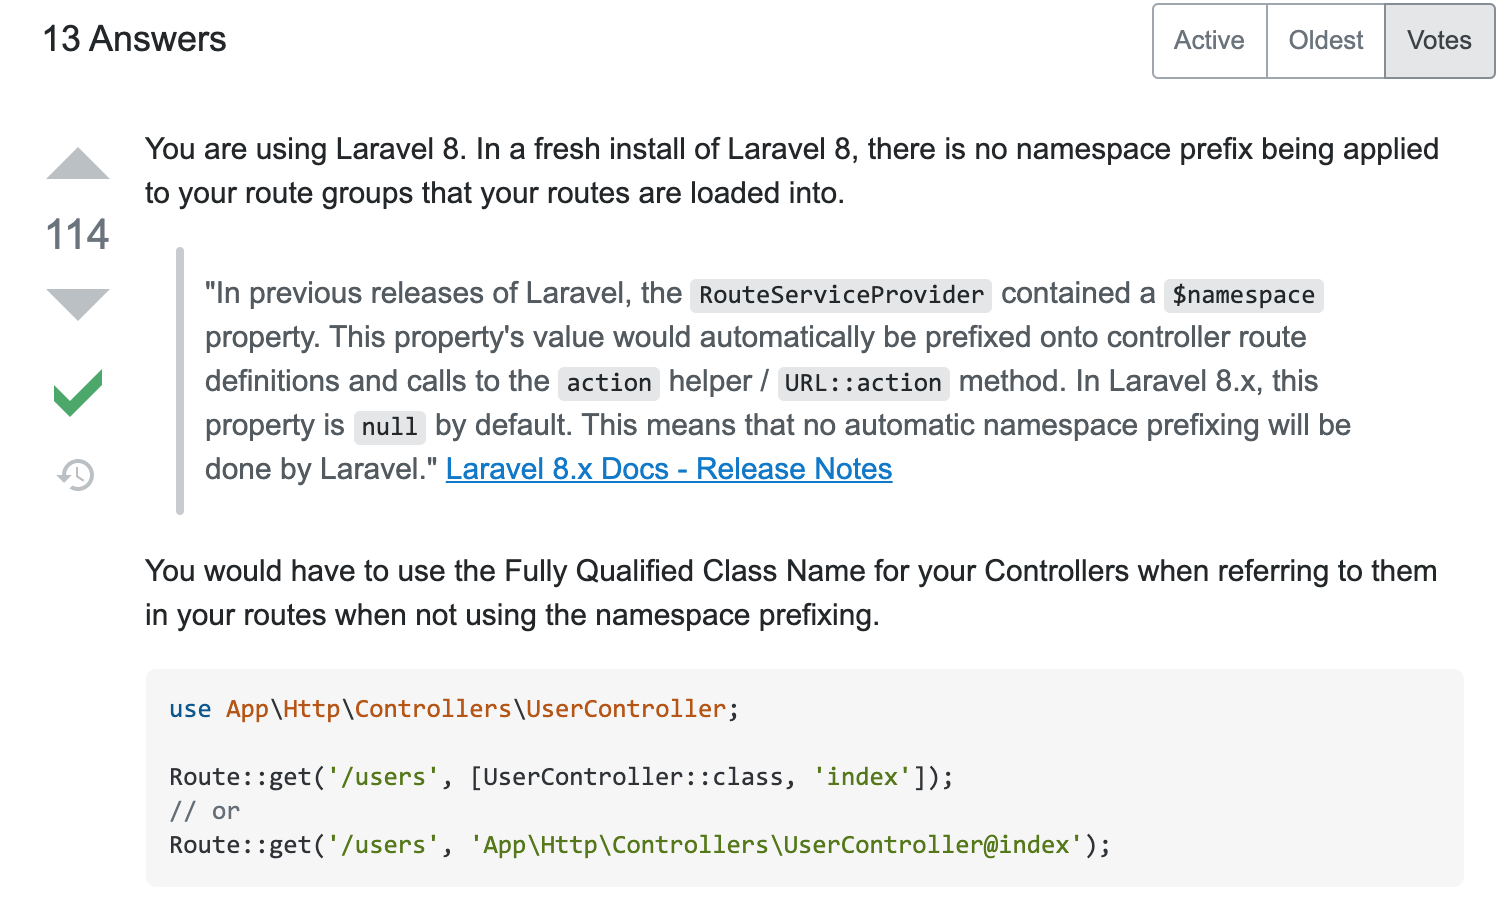 13 Answers
Active Oldest Votes
You are using Laravel 8. In a fresh install of Laravel 8, there is no namespace prefix being applied
to your route groups that your routes are loaded into.
114
"In previous releases of Laravel, the RouteServiceProvider contained a $namespace
property. This property's value would automatically be prefixed onto controller route
definitions and calls to the action helper / URL::action method. In Laravel 8.x, this
property is null by default. This means that no automatic namespace prefixing will be
done by Laravel." Laravel 8.x Docs - Release Notes
You would have to use the Fully Qualified Class Name for your Controllers when referring to them
in your routes when not using the namespace prefixing.
use App\Http\Controllers\UserController;
Route::get('/users', [UserController::class, 'index']);
// or
Route::get('/users', 'App\Http\Controllers\UserController@index');